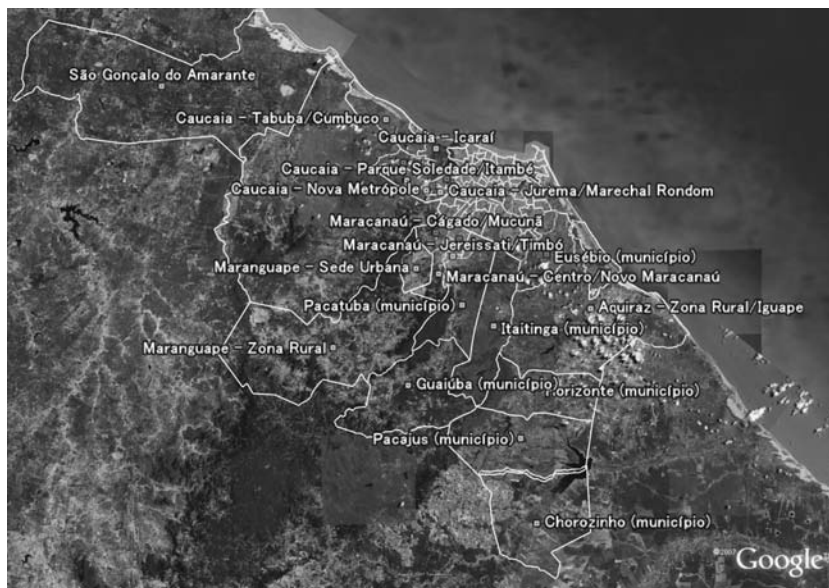 São Gonçalo do Amarante
Caucaia - Tabuba/Cumbuco
Caucaia - Icaraí
Caucaia - Parque Soledade/Itambé
Caucaia - Nova Metrópole
Caucaia - Jurema/Marechal Rondom
Maracanaú - Cágado/Mucunã
Maracanaú - Jereissati/Timbó
Eusébio (município)
Maranguape - Sede Urbana
Maracanaú - Centro/Novo Maracanaú
Pacatuba (município)
Aquiraz - Zona Rural/Iguape
Itaitinga (município)
Maranguape - Zona Rural
Guaiúba (município)
Horizonte (município)
Pacajus (município)
Chorozinho (município)
©2007 Google